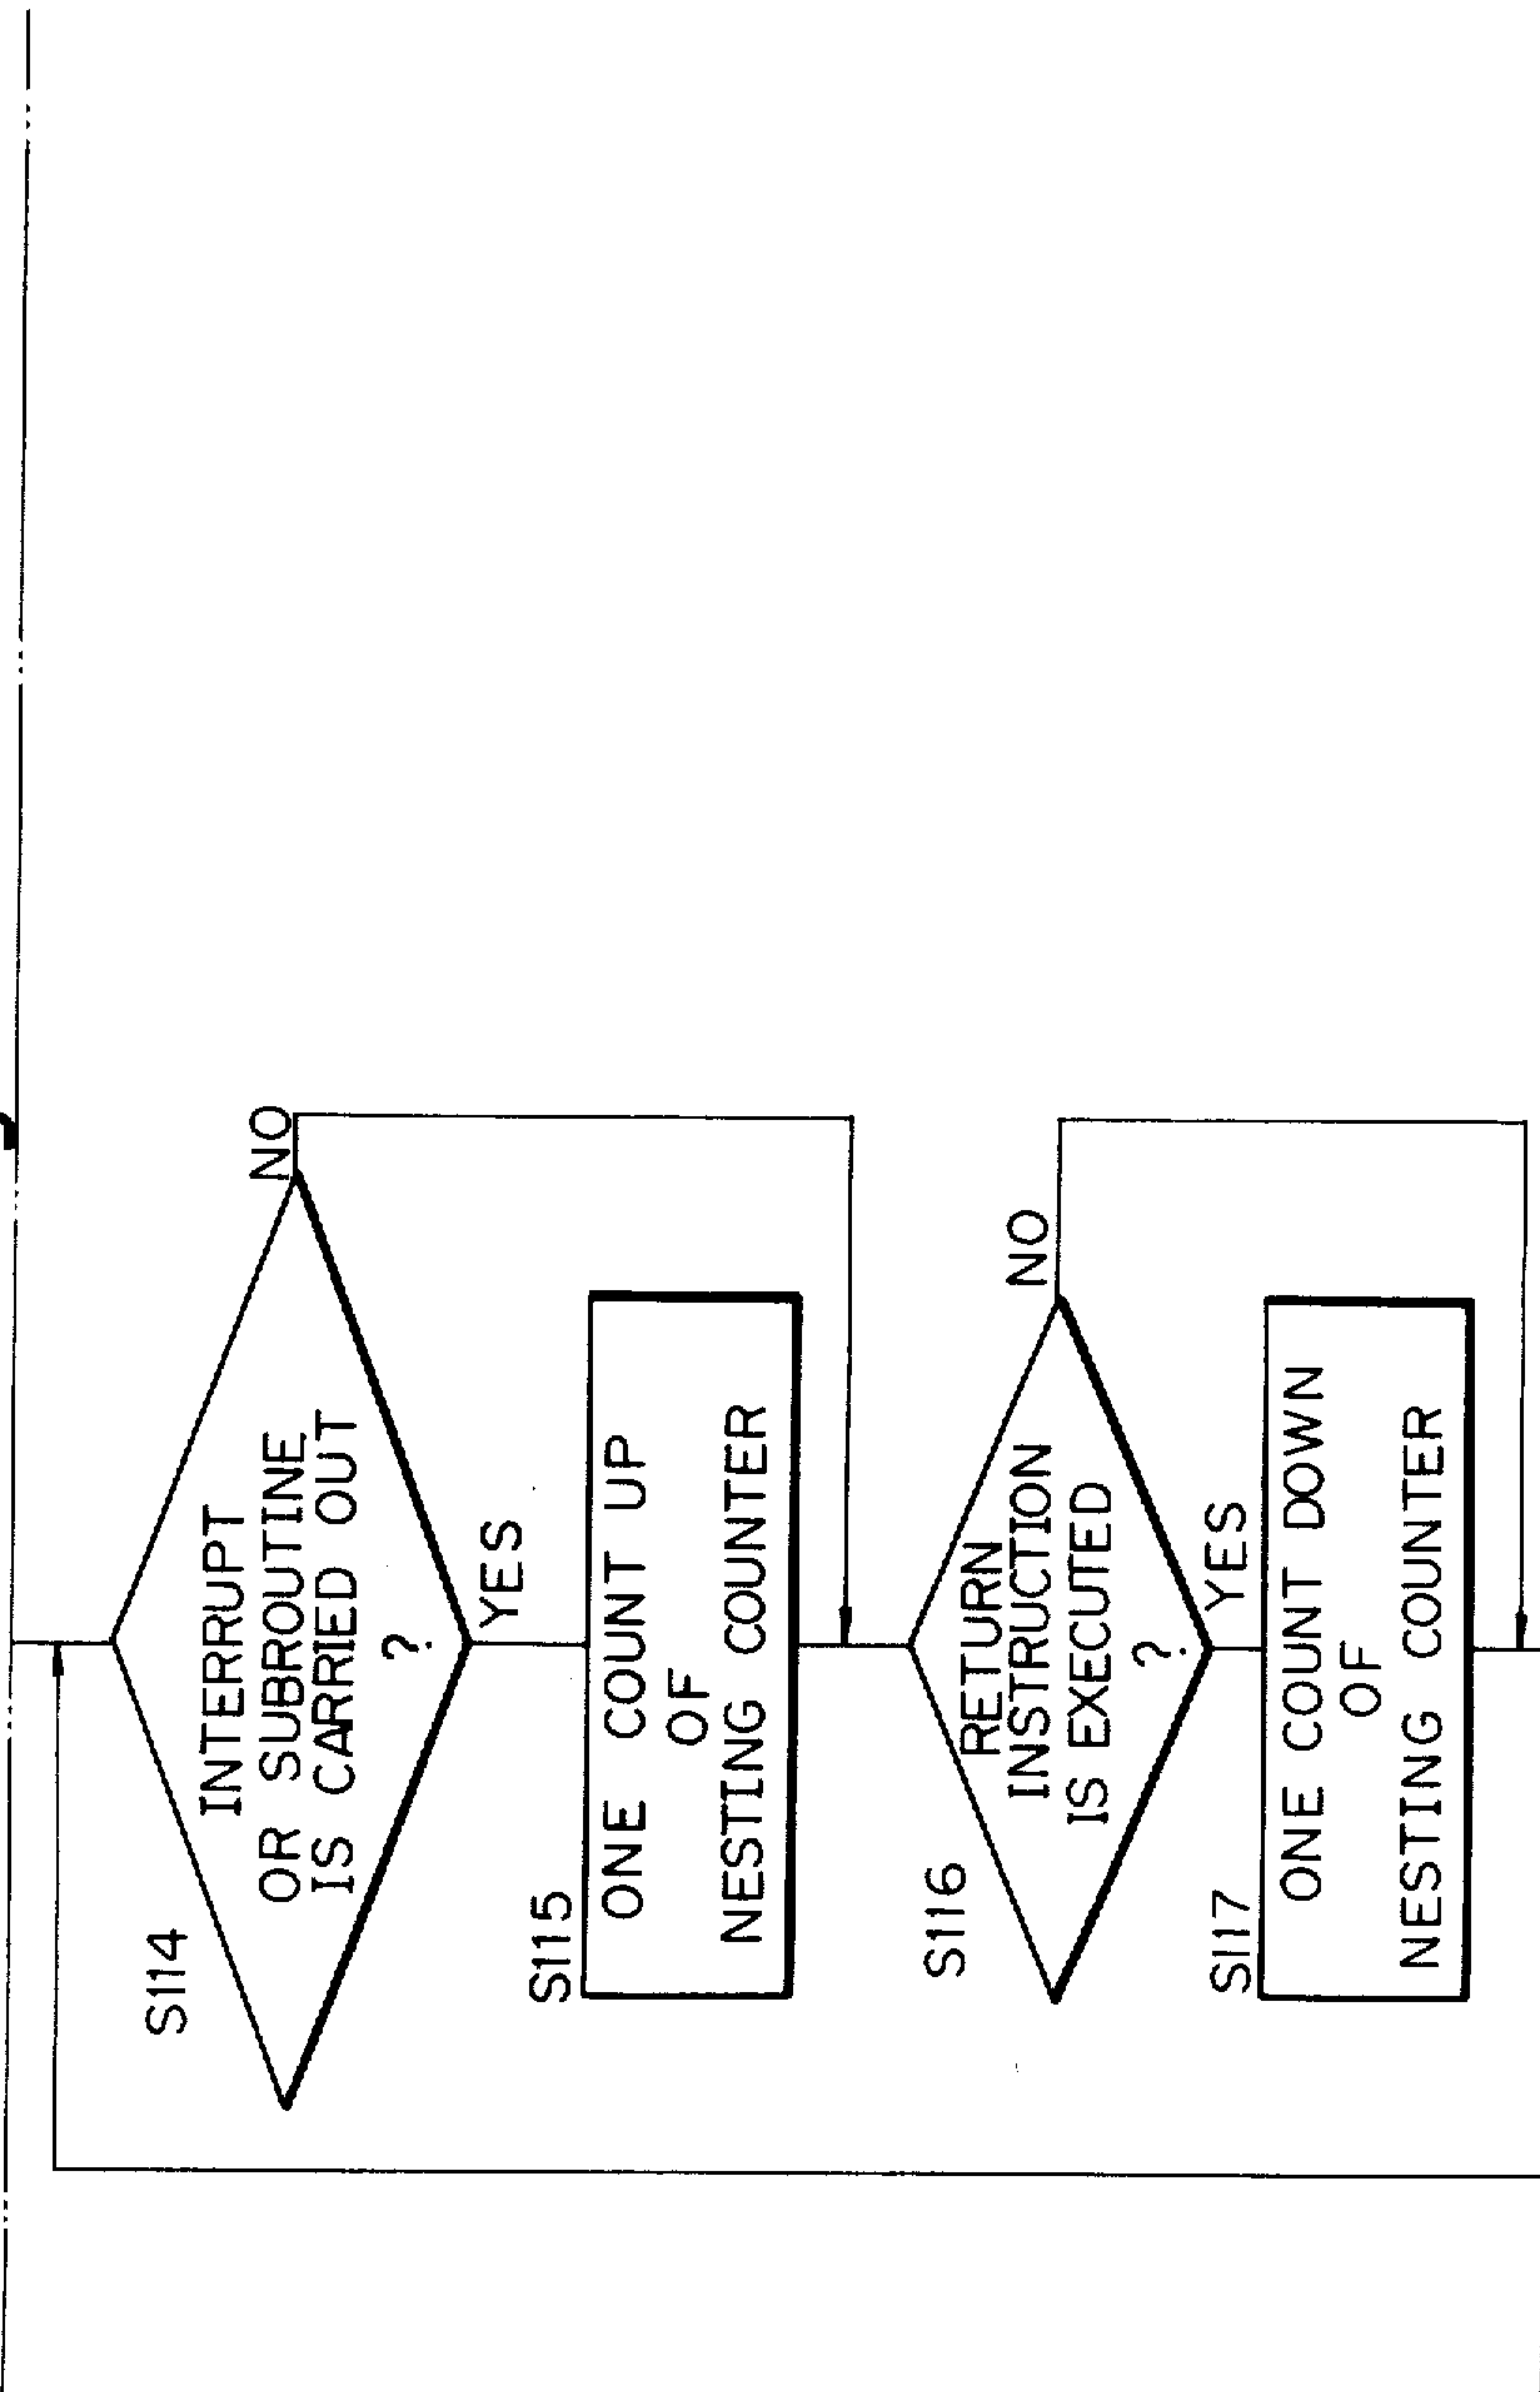 S114
INTERRUPT
OR SUBROUTINE
IS CARRIED OUT
?
NO
YES
S115
ONE COUNT UP
OF
NESTING COUNTER
S116
RETURN
INSTRUCTION
IS EXECUTED
?
NO
YES
S117
ONE COUNT DOWN
OF
NESTING COUNTER